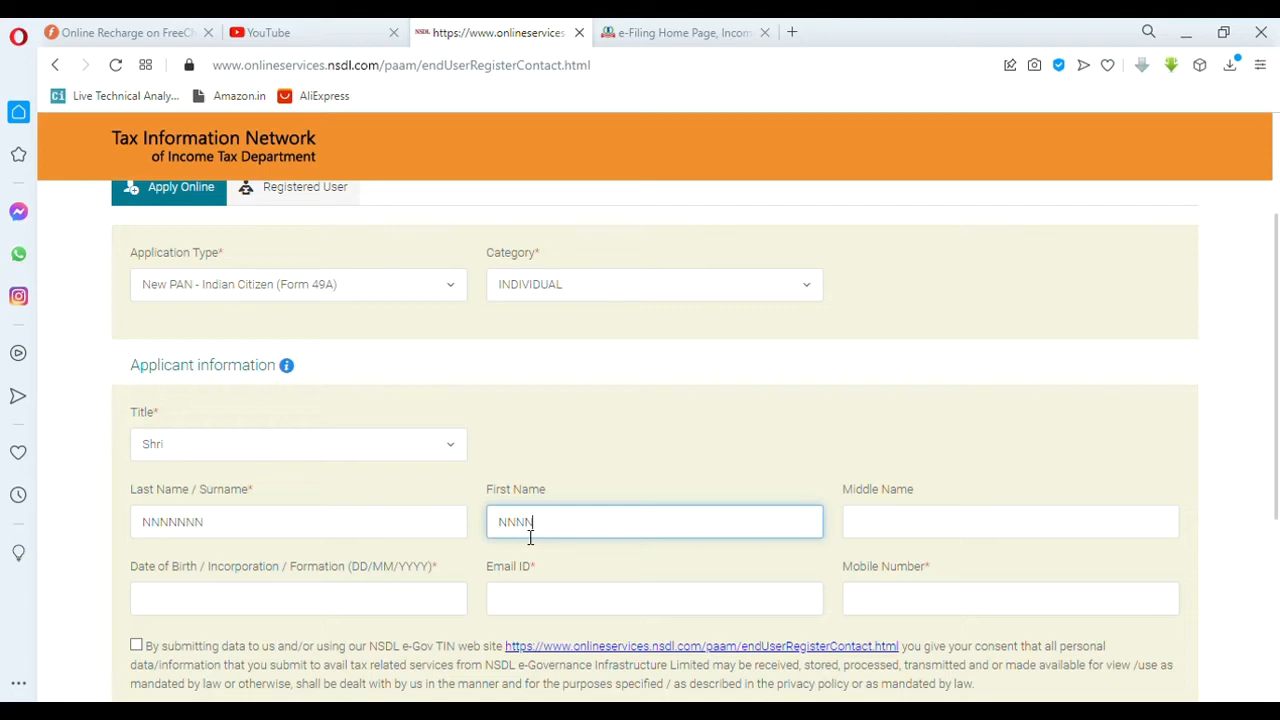 Online Recharge on FreeCh
YouTube
NSDL https://www.onlineservices
e-Filing Home Page, Incom
www.onlineservices.nsdl.com/paam/endUserRegisterContact.html
Ci Live Technical Analy...
Amazon.in
AliExpress
Tax Information Network
of Income Tax Department
Apply Online
Registered User
Application Type*
Category*
New PAN - Indian Citizen (Form 49A)
INDIVIDUAL
Applicant information
Title*
Shri
Last Name / Surname*
First Name
Middle Name
NNNNNNN
NNNN
Date of Birth / Incorporation / Formation (DD/MM/YYYY)*
Email ID*
Mobile Number*
By submitting data to us and/or using our NSDL e-Gov TIN web site https://www.onlineservices.nsdl.com/paam/endUserRegisterContact.html you give your consent that all personal
data/information that you submit to avail tax related services from NSDL e-Governance Infrastructure Limited may be received, stored, processed, transmitted and or made available for view /use as
mandated by law or otherwise, shall be dealt with by us in the manner and for the purposes specified / as described in the privacy policy or as mandated by law.